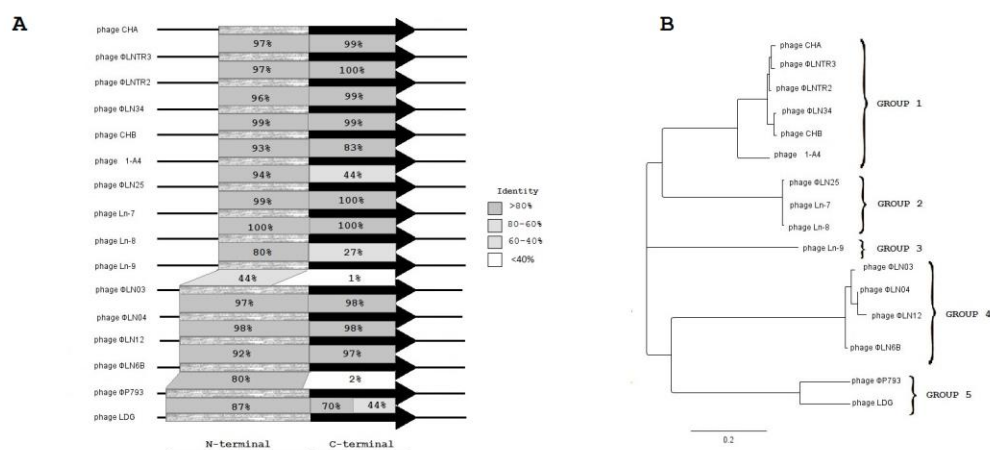 A
phage CHA
97% 99%
phage ΦLNTR3
97% 100%
phage ΦLNTR2
96% 99%
phage ΦLN34
99% 99%
phage CHB
93% 83%
phage 1-A4
94% 44%
phage ΦLN25
99% 100%
phage Ln-7
100% 100%
phage Ln-8
80% 27%
phage Ln-9
44% 1%
phage ΦLN03
97% 98%
phage ΦLN04
98% 98%
phage ΦLN12
92% 97%
phage ΦLN6B
80% 2%
phage ΦP793
87% 70% 44%
phage LDG
N-terminal C-terminal
Identity
>80%
80-60%
60-40%
<40%
B
phage CHA
phage ΦLNTR3
phage ΦLNTR2
phage ΦLN34
phage CHB
phage 1-A4
GROUP 1
phage ΦLN25
phage Ln-7
phage Ln-8
GROUP 2
phage Ln-9
GROUP 3
phage ΦLN03
phage ΦLN04
phage ΦLN12
phage ΦLN6B
GROUP 4
phage ΦP793
phage LDG
GROUP 5
0.2